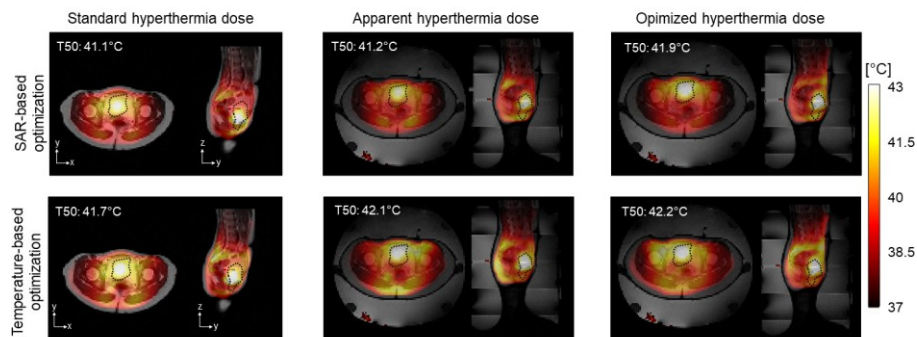 Standard hyperthermia dose
Apparent hyperthermia dose
Opimized hyperthermia dose
SAR-based
optimization
T50: 41.1°C
y
x
z
y
T50: 41.2°C
T50: 41.9°C
[°C]
43
41.5
40
38.5
37
Temperature-based
optimization
T50: 41.7°C
y
x
z
y
T50: 42.1°C
T50: 42.2°C